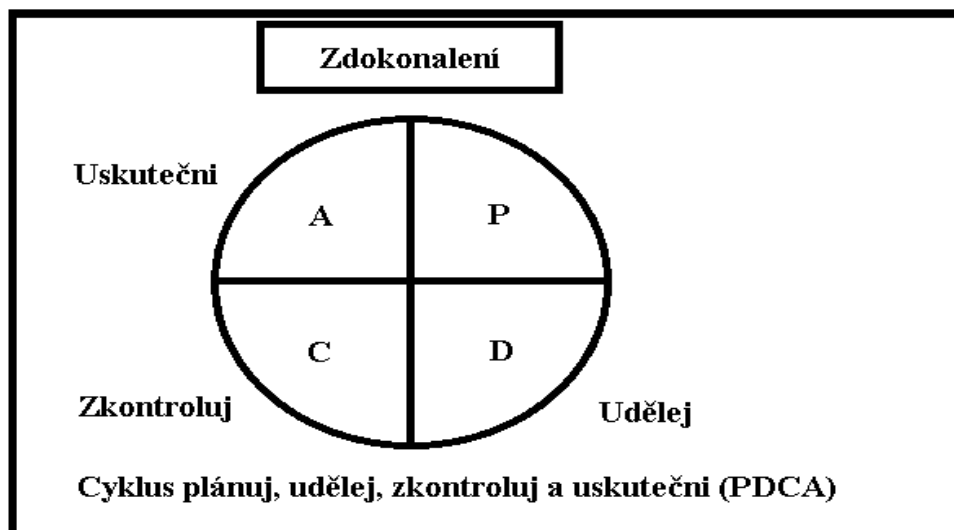 Zdokonalení
Uskutečni
A
P
C
D
Zkontroluj
Udělej
Cyklus plánuj, udělej, zkontroluj a uskutečni (PDCA)